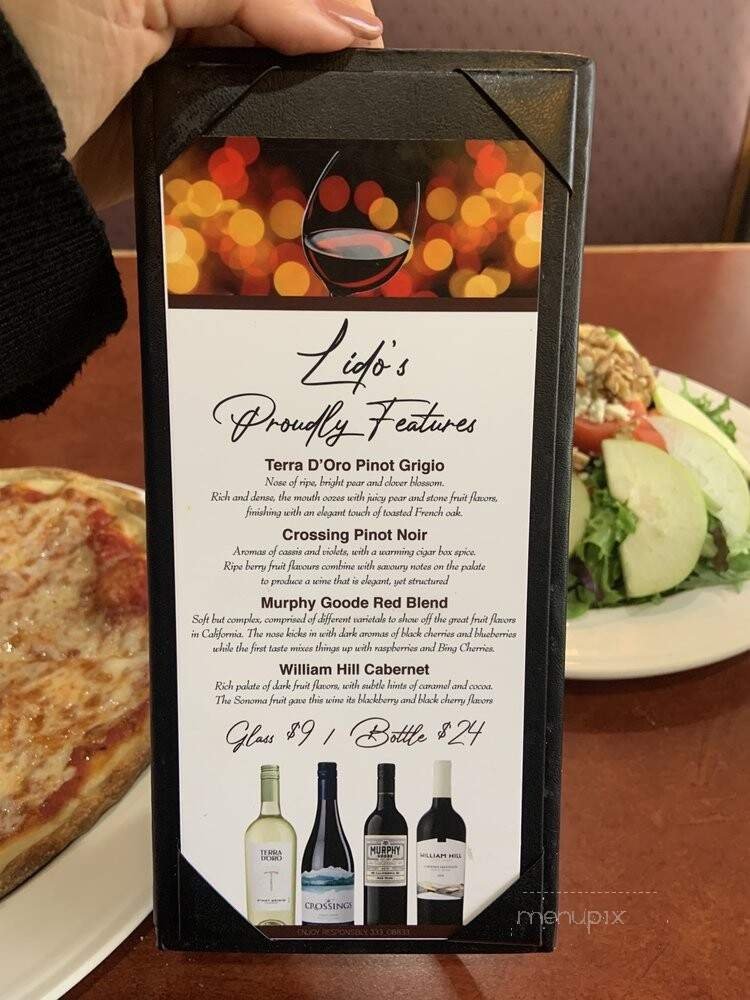 Lido's
Proudly Features
Terra D'Oro Pinot Grigio
Nose of ripe, bright pear and clover blossom.
Rich and dense, the mouth oozes with juicy pear and stone fruit flavors,
finishing with an elegant touch of toasted French oak.
Crossing Pinot Noir
Aromas of cassis and violets, with a warming cigar box spice.
Ripe berry fruit flavours combine with savoury notes on the palate
to produce a wine that is elegant, yet structured
Murphy Goode Red Blend
Soft but complex, comprised of different varietals to show off the great fruit flavors
in California. The nose kicks in with dark aromas of black cherries and blueberries
while the first taste mixes things up with raspberries and Bing Cherries.
William Hill Cabernet
Rich palate of dark fruit flavors, with subtle hints of caramel and cocoa.
The Sonoma fruit gave this wine its blackberry and black cherry flavors
Glass $9 / Bottle $24
TERRA
D'ORO
PINOT GRIGIO
CROSSINGS
MURPHY
GOODE
WILLIAM HILL
ENJOY RESPONSIBLY. 333_08833
menupix